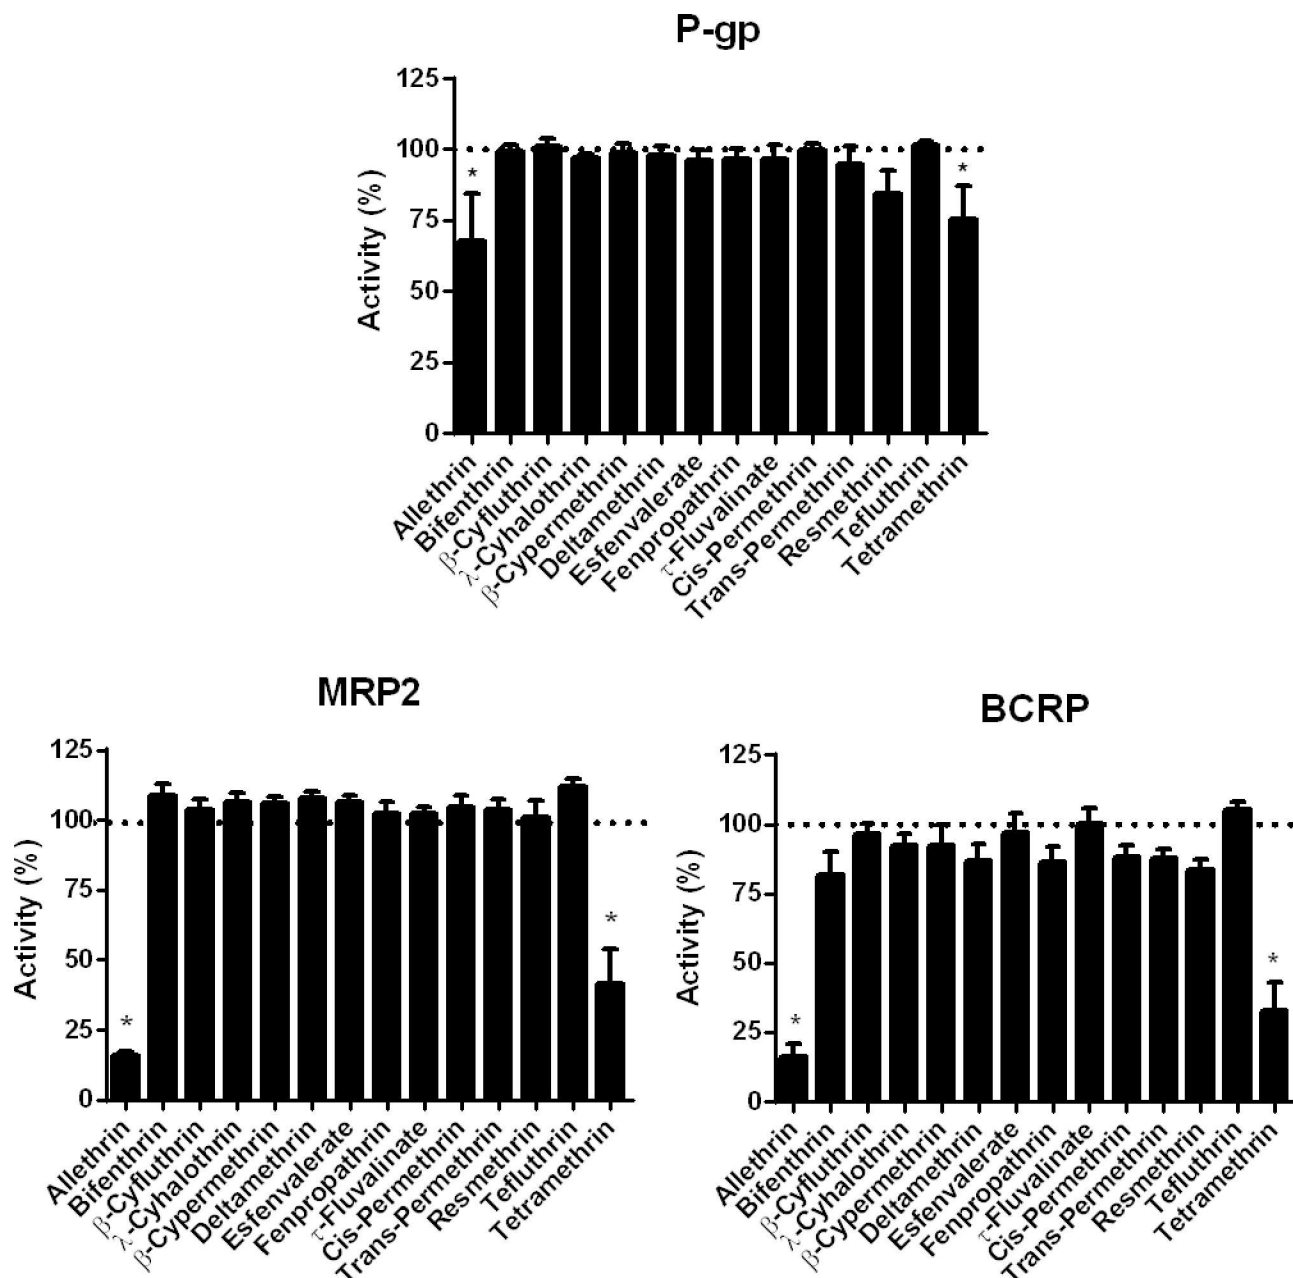 P-gp
125
100
75
50
25
0
Activity (%)
*
*
Allethrin
Bifenthrin
β-Cyfluthrin
λ-Cyhalothrin
β-Cypermethrin
Deltamethrin
Esfenvalerate
Fenpropathrin
τ-Fluvalinate
Cis-Permethrin
Trans-Permethrin
Resmethrin
Tefluthrin
Tetramethrin
MRP2
125
100
75
50
25
0
Activity (%)
*
*
Allethrin
Bifenthrin
β-Cyfluthrin
λ-Cyhalothrin
β-Cypermethrin
Deltamethrin
Esfenvalerate
Fenpropathrin
τ-Fluvalinate
Cis-Permethrin
Trans-Permethrin
Resmethrin
Tefluthrin
Tetramethrin
BCRP
125
100
75
50
25
0
Activity (%)
*
*
Allethrin
Bifenthrin
β-Cyfluthrin
λ-Cyhalothrin
β-Cypermethrin
Deltamethrin
Esfenvalerate
Fenpropathrin
τ-Fluvalinate
Cis-Permethrin
Trans-Permethrin
Resmethrin
Tefluthrin
Tetramethrin